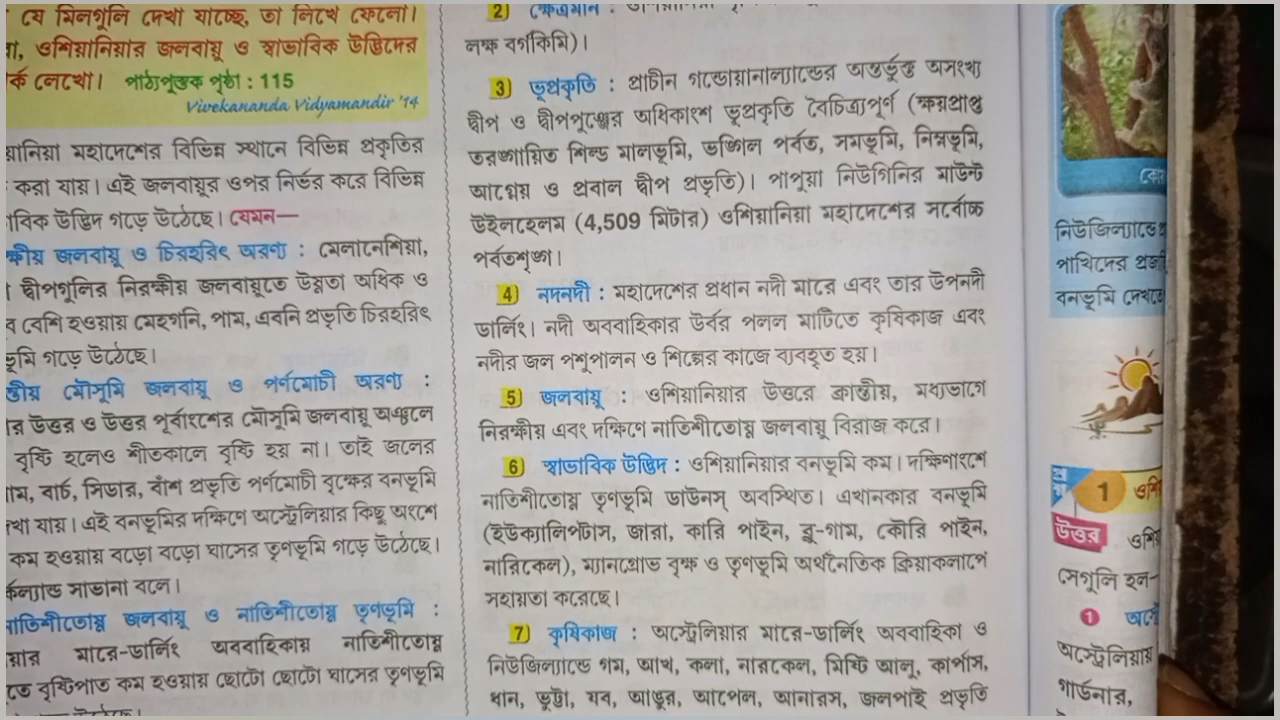 যে মিলগুলি দেখা যাচ্ছে, তা লিখে ফেলো।
ওশিয়ানিয়ার জলবায়ু ও স্বাভাবিক উদ্ভিদের
লেখো। পাঠ্যপুস্তক পৃষ্ঠা : 115
Vivekananda Vidyamandir '14
য়ানিয়া মহাদেশের বিভিন্ন স্থানে বিভিন্ন প্রকৃতির
করা যায়। এই জলবায়ুর ওপর নির্ভর করে বিভিন্ন
াবিক উদ্ভিদ গড়ে উঠেছে। যেমন—
ক্ষীয় জলবায়ু ও চিরহরিৎ অরণ্য : মেলানেশিয়া,
দ্বীপগুলির নিরক্ষীয় জলবায়ুতে উষ্ণতা অধিক ও
বেশি হওয়ায় মেহগনি, পাম, এবনি প্রভৃতি চিরহরিৎ
ভূমি গড়ে উঠেছে।
ন্তীয় মৌসুমি জলবায়ু ও পর্ণমোচী অরণ্য :
র উত্তর ও উত্তর পূর্বাংশের মৌসুমি জলবায়ু অঞ্চলে
বৃষ্টি হলেও শীতকালে বৃষ্টি হয় না। তাই জলের
াম, বার্চ, সিডার, বাঁশ প্রভৃতি পর্ণমোচী বৃক্ষের বনভূমি
খা যায়। এই বনভূমির দক্ষিণে অস্ট্রেলিয়ার কিছু অংশে
কম হওয়ায় বড়ো বড়ো ঘাসের তৃণভূমি গড়ে উঠেছে।
র্কল্যান্ড সাভানা বলে।
নাতিশীতোষ্ণ জলবায়ু ও নাতিশীতোষ্ণ তৃণভূমি :
য়ার মারে-ডার্লিং অববাহিকায় নাতিশীতোষ্ণ
তে বৃষ্টিপাত কম হওয়ায় ছোটো ছোটো ঘাসের তৃণভূমি
2) ক্ষেত্রমান :
লক্ষ বর্গকিমি)।
3) ভূপ্রকৃতি : প্রাচীন গন্ডোয়ানাল্যান্ডের অন্তর্ভুক্ত অসংখ্য
দ্বীপ ও দ্বীপপুঞ্জের অধিকাংশ ভূপ্রকৃতি বৈচিত্র্যপূর্ণ (ক্ষয়প্রাপ্ত
তরঙ্গায়িত শিল্ড মালভূমি, ভঙ্গিল পর্বত, সমভূমি, নিম্নভূমি,
আগ্নেয় ও প্রবাল দ্বীপ প্রভৃতি)। পাপুয়া নিউগিনির মাউন্ট
উইলহেলম (4,509 মিটার) ওশিয়ানিয়া মহাদেশের সর্বোচ্চ
পর্বতশৃঙ্গ।
4) নদনদী : মহাদেশের প্রধান নদী মারে এবং তার উপনদী
ডার্লিং। নদী অববাহিকার উর্বর পলল মাটিতে কৃষিকাজ এবং
নদীর জল পশুপালন ও শিল্পের কাজে ব্যবহৃত হয়।
5) জলবায়ু : ওশিয়ানিয়ার উত্তরে ক্রান্তীয়, মধ্যভাগে
নিরক্ষীয় এবং দক্ষিণে নাতিশীতোষ্ণ জলবায়ু বিরাজ করে।
6) স্বাভাবিক উদ্ভিদ : ওশিয়ানিয়ার বনভূমি কম। দক্ষিণাংশে
নাতিশীতোষ্ণ তৃণভূমি ডাউনস্ অবস্থিত। এখানকার বনভূমি
(ইউক্যালিপটাস, জারা, কারি পাইন, ব্লু-গাম, কৌরি পাইন,
নারিকেল), ম্যানগ্রোভ বৃক্ষ ও তৃণভূমি অর্থনৈতিক ক্রিয়াকলাপে
সহায়তা করেছে।
7) কৃষিকাজ : অস্ট্রেলিয়ার মারে-ডার্লিং অববাহিকা ও
নিউজিল্যান্ডে গম, আখ, কলা, নারকেল, মিষ্টি আলু, কার্পাস,
ধান, ভুট্টা, যব, আঙুর, আপেল, আনারস, জলপাই প্রভৃতি
নিউজিল্যান্ডে
পাখিদের
বনভূমি দেখতে
1
উত্তর
সেগুলি হল–
1
অস্ট্রেলিয়ায়
গার্ডনার,